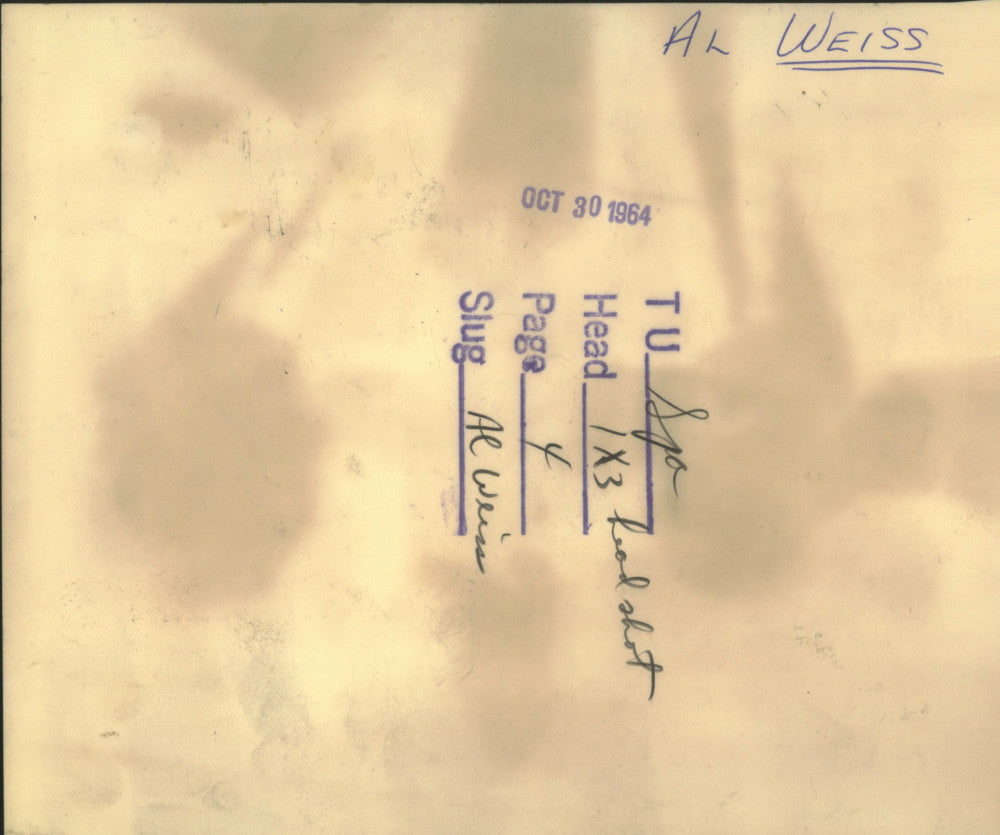 AL WEISS
OCT 30 1964
TU Spo
Head 1X3 head shot
Page 4
Slug Al Weiss